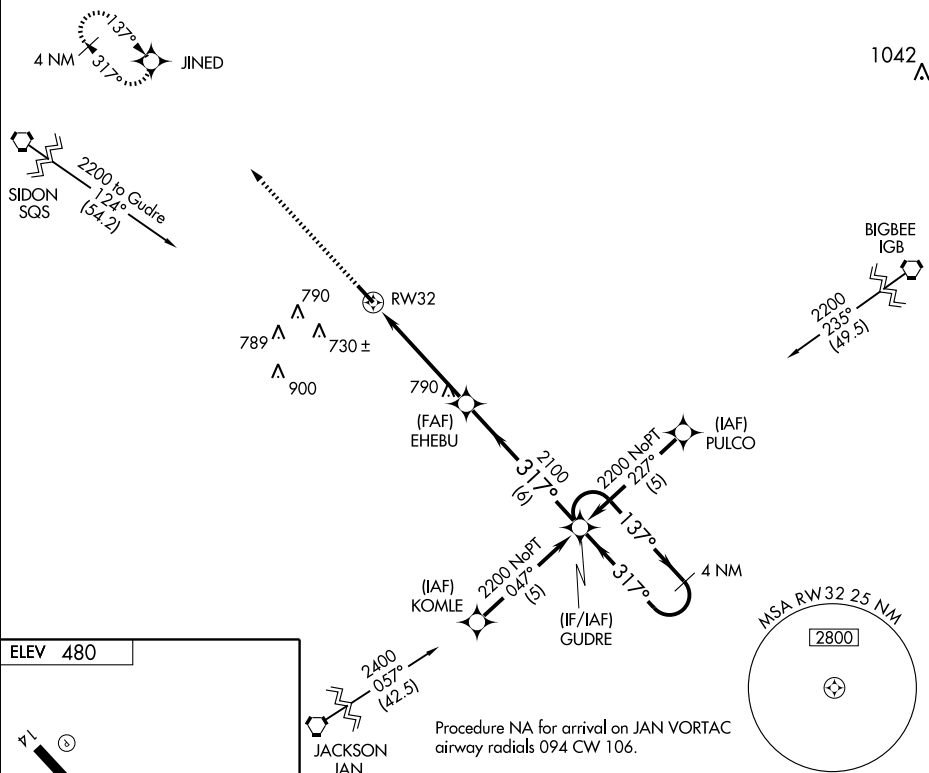 137°
317°
4 NM
JINED
1042
SIDON
SQS
2200 to Gudre
124°
(54.2)
BIGBEE
IGB
2200
235°
(49.5)
RW32
790
789
730 ±
900
790
(FAF)
EHEBU
(IAF)
PULCO
2100
317°
(6)
2200 NoPT
227°
(5)
137°
317°
4 NM
2200 NoPT
047°
(5)
(IAF)
KOMLE
(IF/IAF)
GUDRE
MSA RW32 25 NM
2800
ELEV 480
2400
057°
(42.5)
JACKSON
JAN
Procedure NA for arrival on JAN VORTAC
airway radials 094 CW 106.
14
P